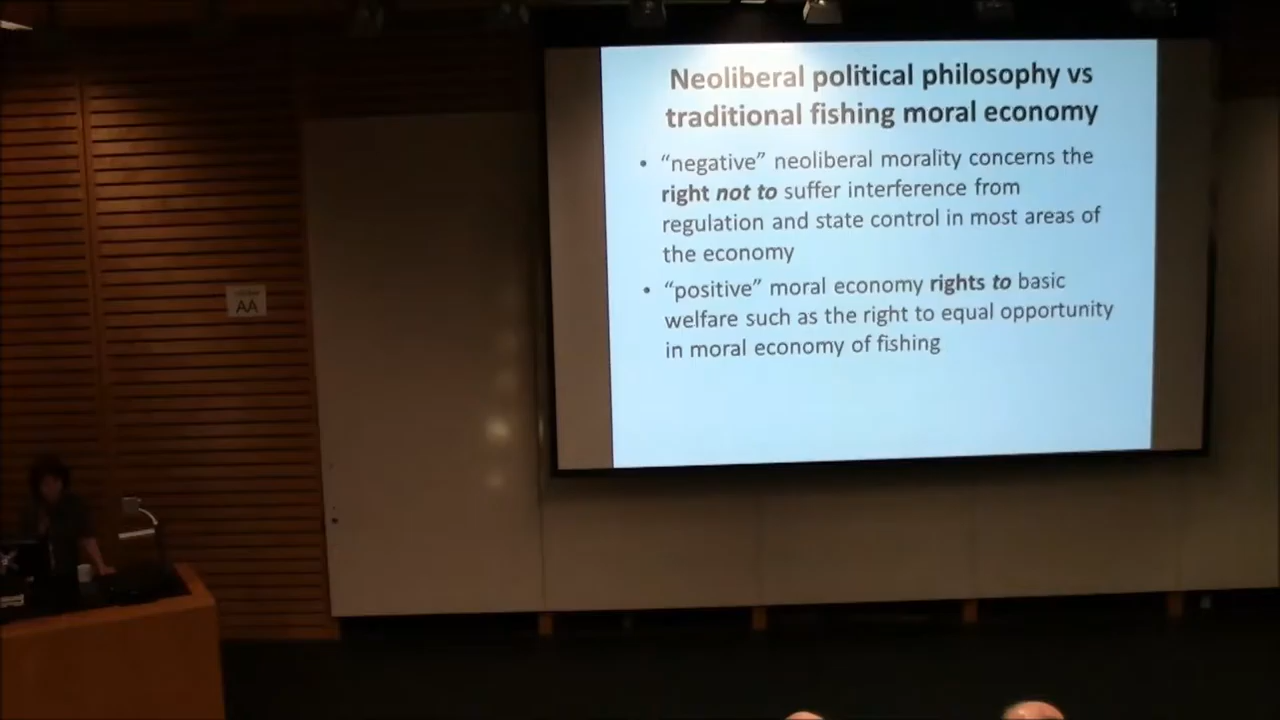 Neoliberal political philosophy vs
traditional fishing moral economy
• “negative” neoliberal morality concerns the
right not to suffer interference from
regulation and state control in most areas of
the economy
• “positive” moral economy rights to basic
welfare such as the right to equal opportunity
in moral economy of fishing
AA